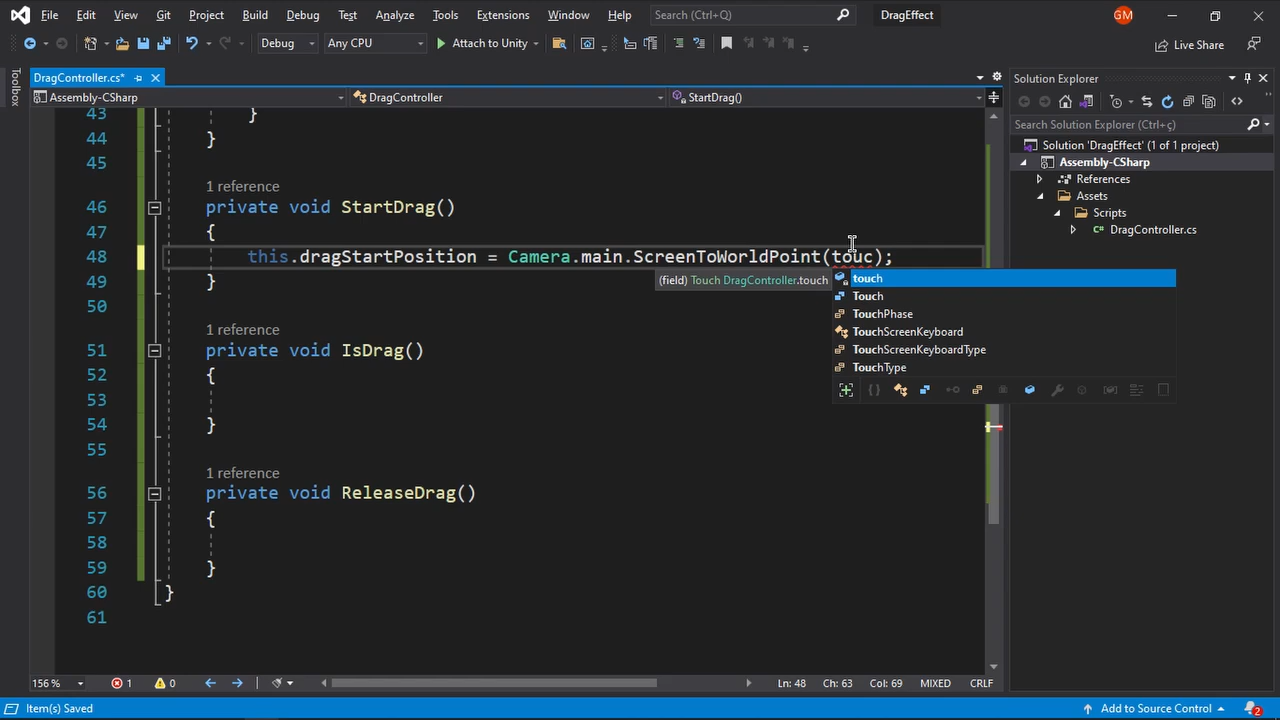 File Edit View Git Project Build Debug Test Analyze Tools Extensions Window Help Search (Ctrl+Q) DragEffect GM
Debug Any CPU Attach to Unity Live Share
Toolbox
DragController.cs*
Assembly-CSharp DragController StartDrag()
43 }
44 }
45
1 reference
46 private void StartDrag()
47 {
48 this.dragStartPosition = Camera.main.ScreenToWorldPoint(touc);
(field) Touch DragController.touch
touch
Touch
TouchPhase
TouchScreenKeyboard
TouchScreenKeyboardType
TouchType
49 }
50
1 reference
51 private void IsDrag()
52 {
53
54 }
55
1 reference
56 private void ReleaseDrag()
57 {
58
59 }
60 }
61
156 % 1 0 Ln: 48 Ch: 63 Col: 69 MIXED CRLF
Solution Explorer
Search Solution Explorer (Ctrl+ç)
Solution 'DragEffect' (1 of 1 project)
Assembly-CSharp
References
Assets
Scripts
DragController.cs
Item(s) Saved Add to Source Control 2